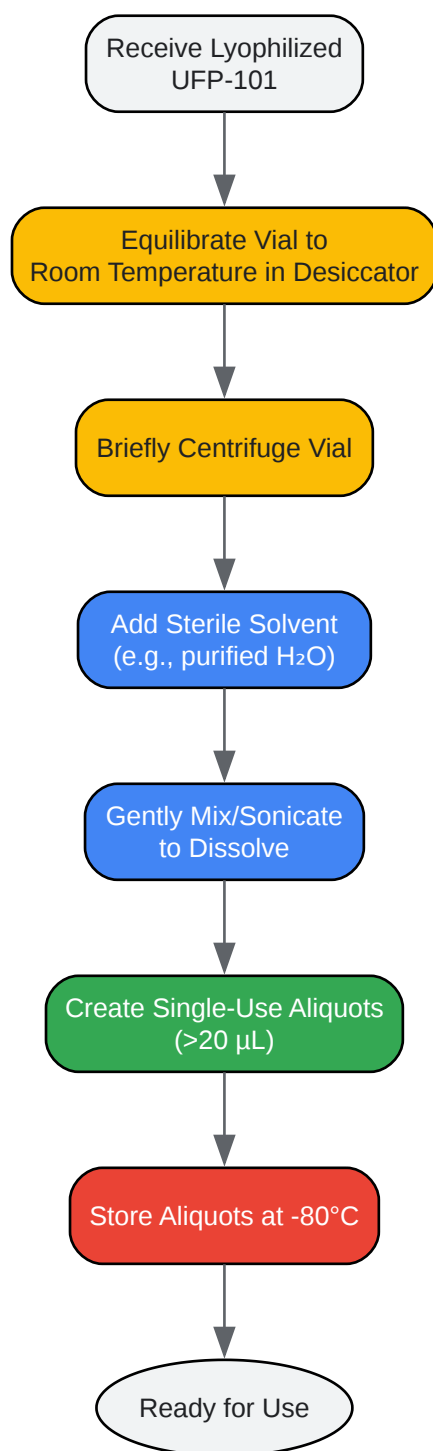 Receive Lyophilized
UFP-101
Equilibrate Vial to
Room Temperature in Desiccator
Briefly Centrifuge Vial
Add Sterile Solvent
(e.g., purified H₂O)
Gently Mix/Sonicate
to Dissolve
Create Single-Use Aliquots
(>20 µL)
Store Aliquots at -80°C
Ready for Use